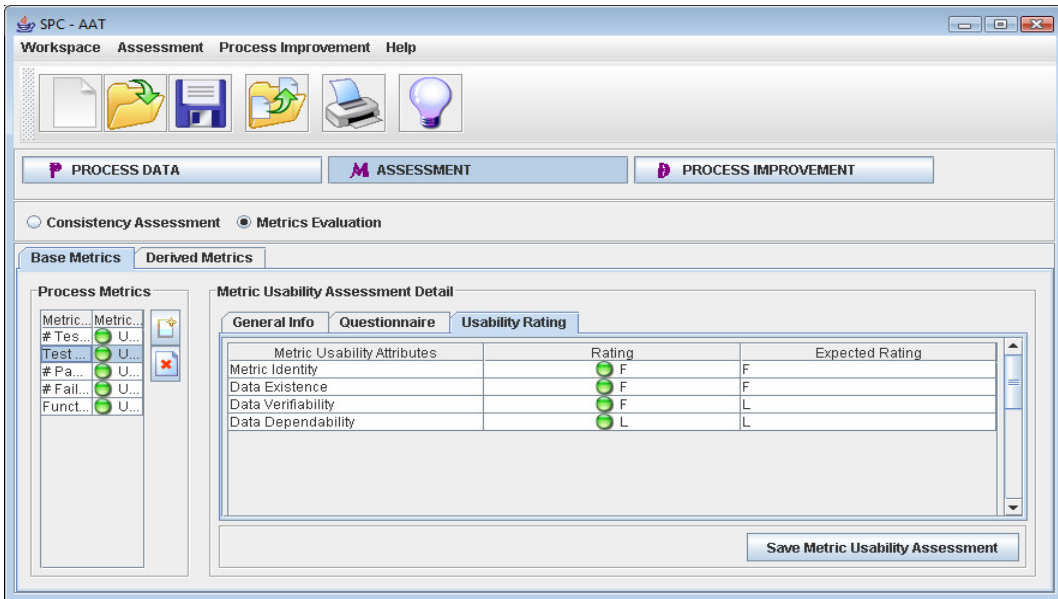 SPC - AAT
Workspace Assessment Process Improvement Help
P PROCESS DATA M ASSESSMENT PROCESS IMPROVEMENT
Consistency Assessment Metrics Evaluation
Base Metrics Derived Metrics
Process Metrics
Metric... Metric...
# Tes... U...
Test ... U...
# Pa... U...
# Fail... U...
Funct... U...
Metric Usability Assessment Detail
General Info Questionnaire Usability Rating
Metric Usability Attributes Rating Expected Rating
Metric Identity F F
Data Existence F F
Data Verifiability F L
Data Dependability L L
Save Metric Usability Assessment